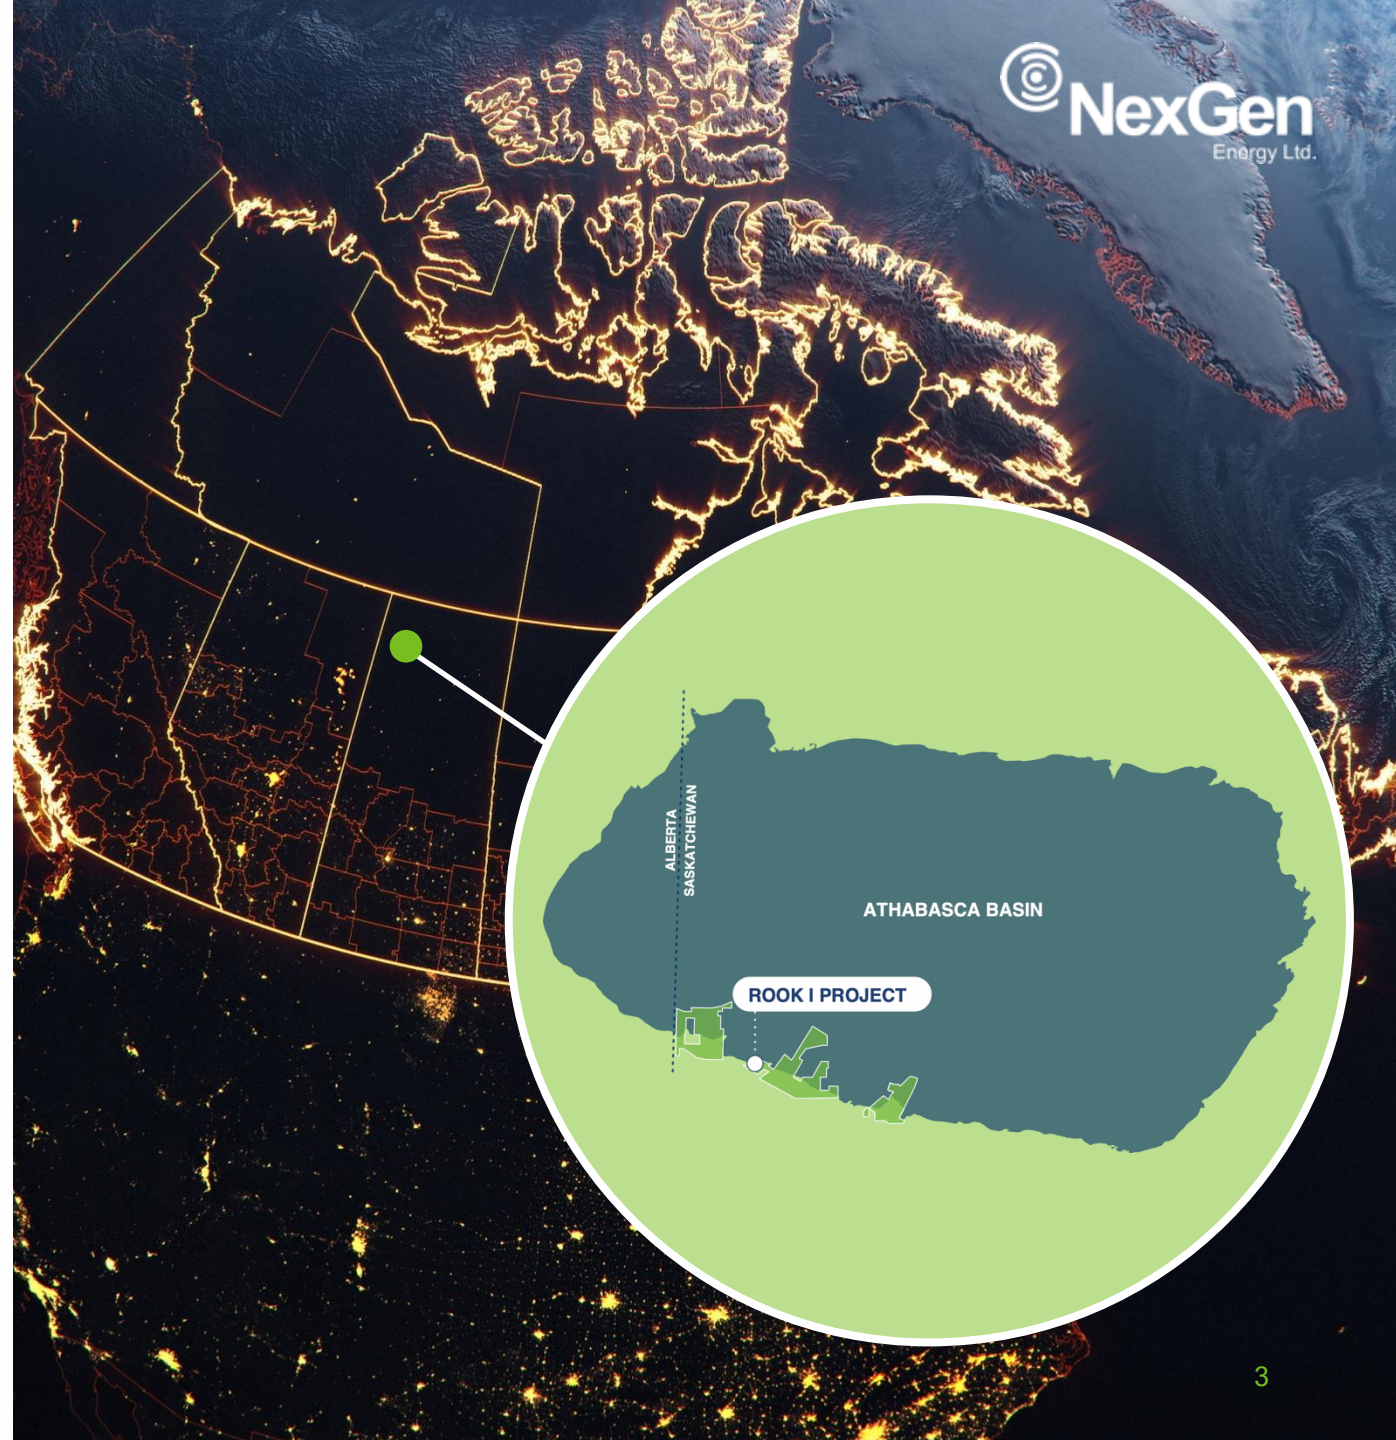 NexGen
Energy Ltd.
ALBERTA
SASKATCHEWAN
ATHABASCA BASIN
ROOK I PROJECT
3